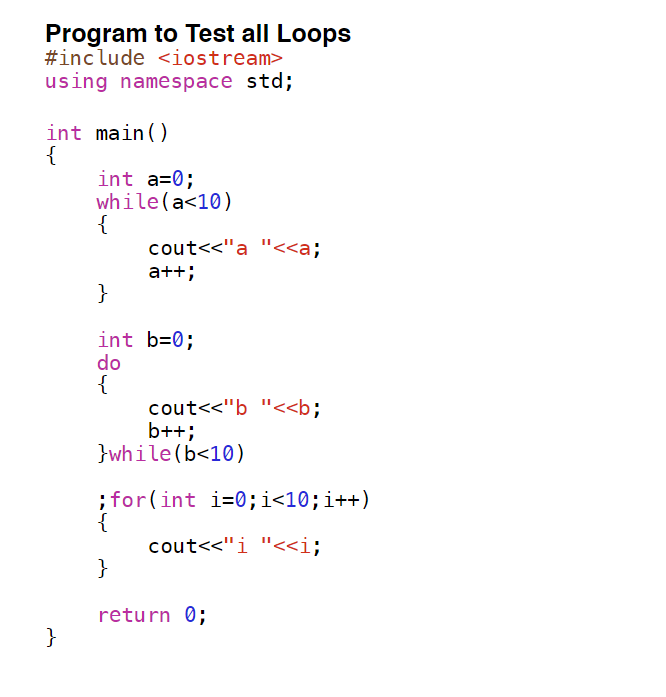 Program to Test all Loops
#include <iostream>
using namespace std;
int main()
{
int a=0;
while(a<10)
{
cout<<"a "<<a;
a++;
}
int b=0;
do
{
cout<<"b "<<b;
b++;
}while(b<10)
;for(int i=0;i<10;i++)
{
cout<<"i "<<i;
}
return 0;
}